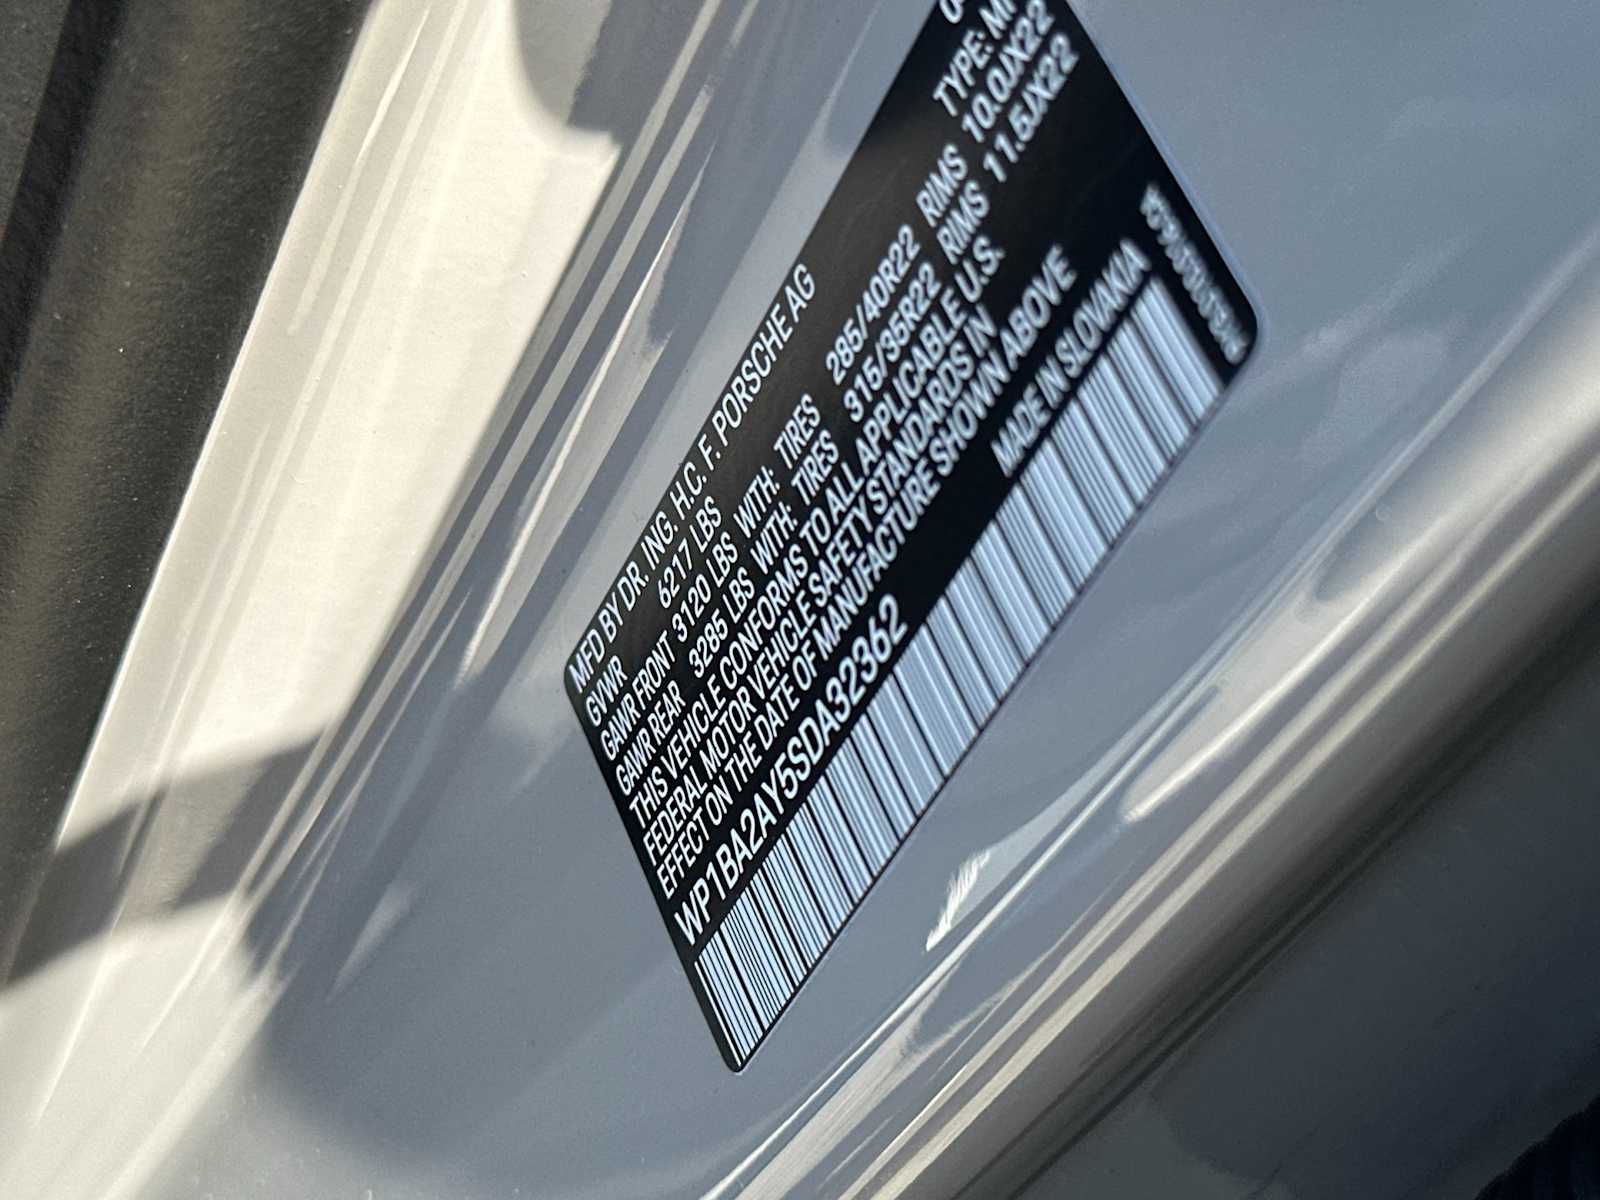 MFD BY DR. ING. H.C. F. PORSCHE AG
GVWR 6217 LBS
GAWR FRONT 3120 LBS WITH: TIRES 285/40R22 RIMS 10.0JX22
GAWR REAR 3285 LBS WITH: TIRES 315/35R22 RIMS 11.5JX22
THIS VEHICLE CONFORMS TO ALL APPLICABLE U.S.
FEDERAL MOTOR VEHICLE SAFETY STANDARDS IN
EFFECT ON THE DATE OF MANUFACTURE SHOWN ABOVE
WP1BA2AY5SDA32362 MADE IN SLOVAKIA
TYPE: